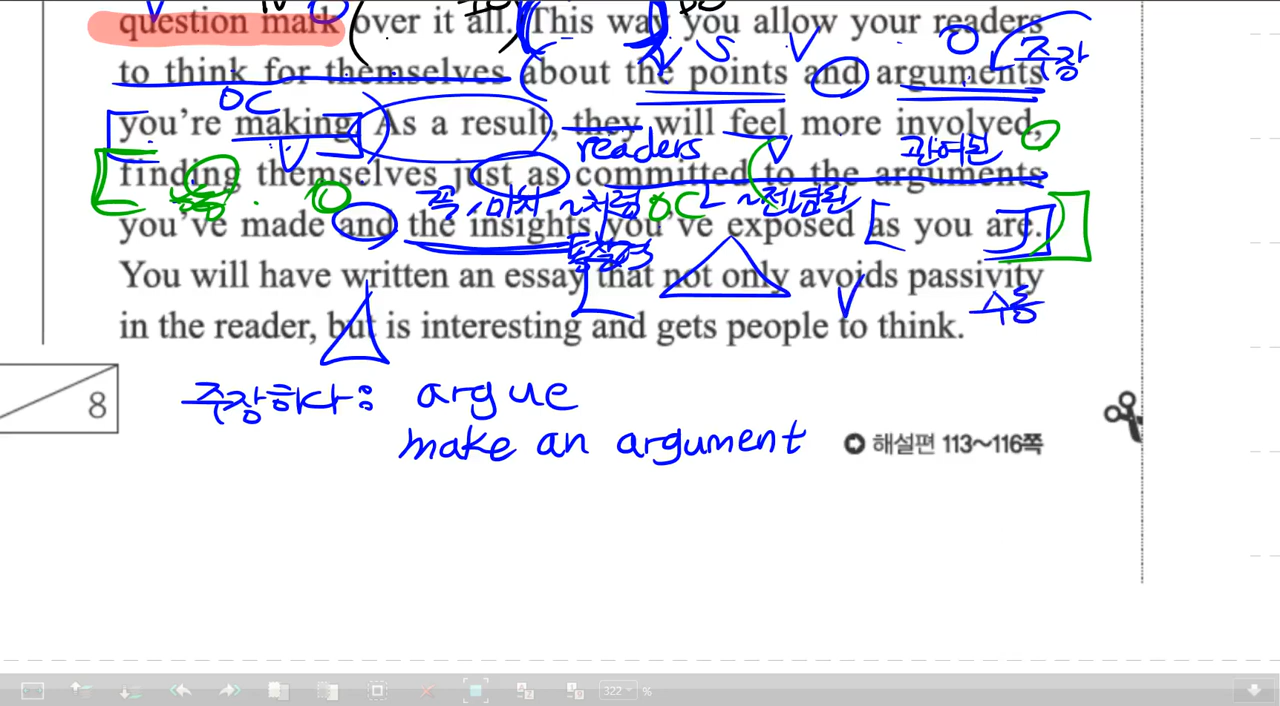 question mark over it all. This way you allow your readers
V S V O 주장
to think for themselves about the points and arguments
OC
you're making. As a result, they will feel more involved,
V readers V 관여된
finding themselves just as committed to the arguments
O 꼭, 마치 ~처럼 OC ~전념한
you've made and the insights you've exposed as you are.
You will have written an essay that not only avoids passivity
V 수동
in the reader, but is interesting and gets people to think.
8
주장하다: argue
make an argument
해설편 113~116쪽
322 %